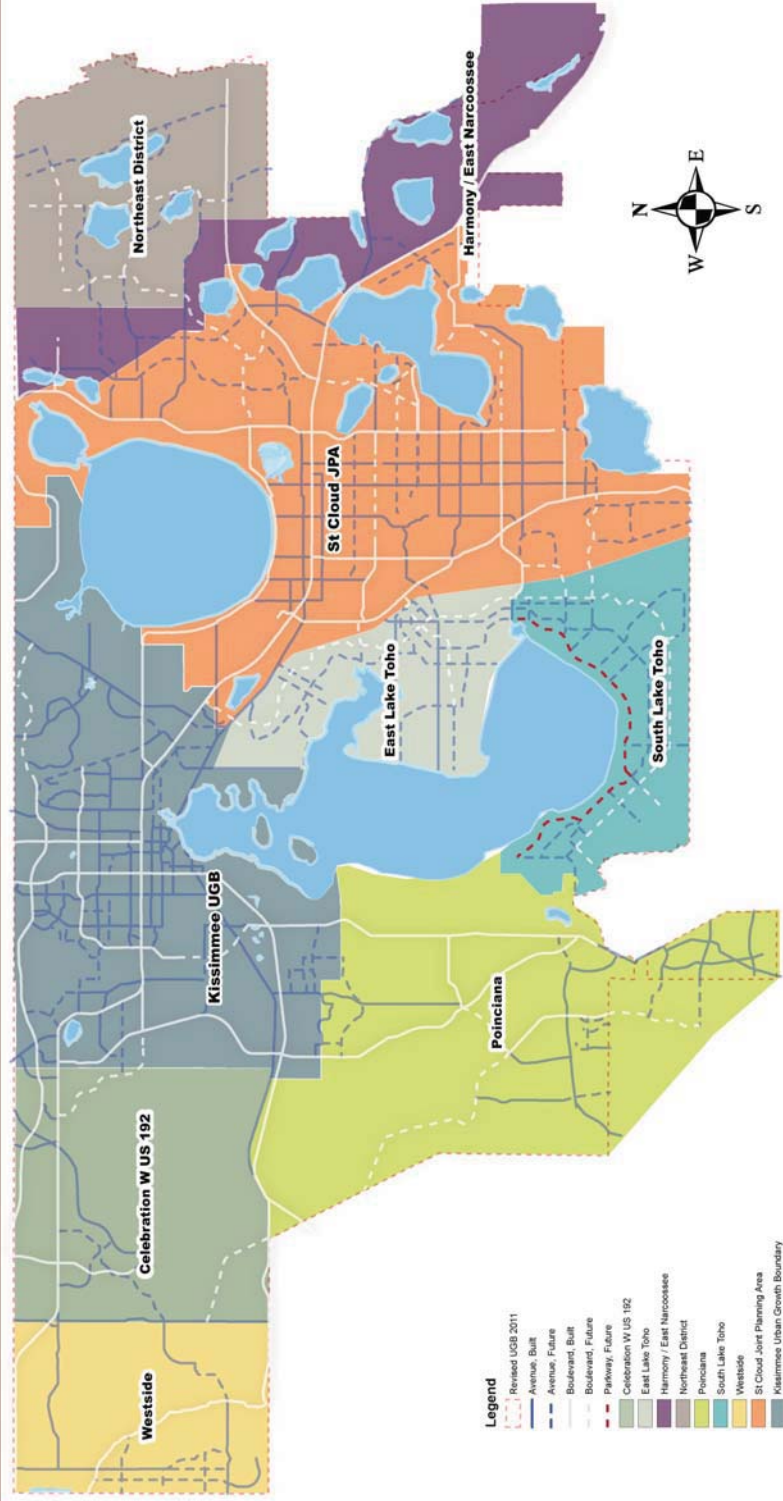 Northeast District
Harmony / East Narcoossee
St Cloud JPA
East Lake Toho
South Lake Toho
Kissimmee UGB
Poinciana
Celebration W US 192
Westside
N
W
E
S
Legend
Revised UGB 2011
Avenue, Built
Avenue, Future
Boulevard, Built
Boulevard, Future
Parkway, Future
Celebration W US 192
East Lake Toho
Harmony / East Narcoossee
Northeast District
Poinciana
South Lake Toho
Westside
St Cloud Joint Planning Area
Kissimmee Urban Growth Boundary